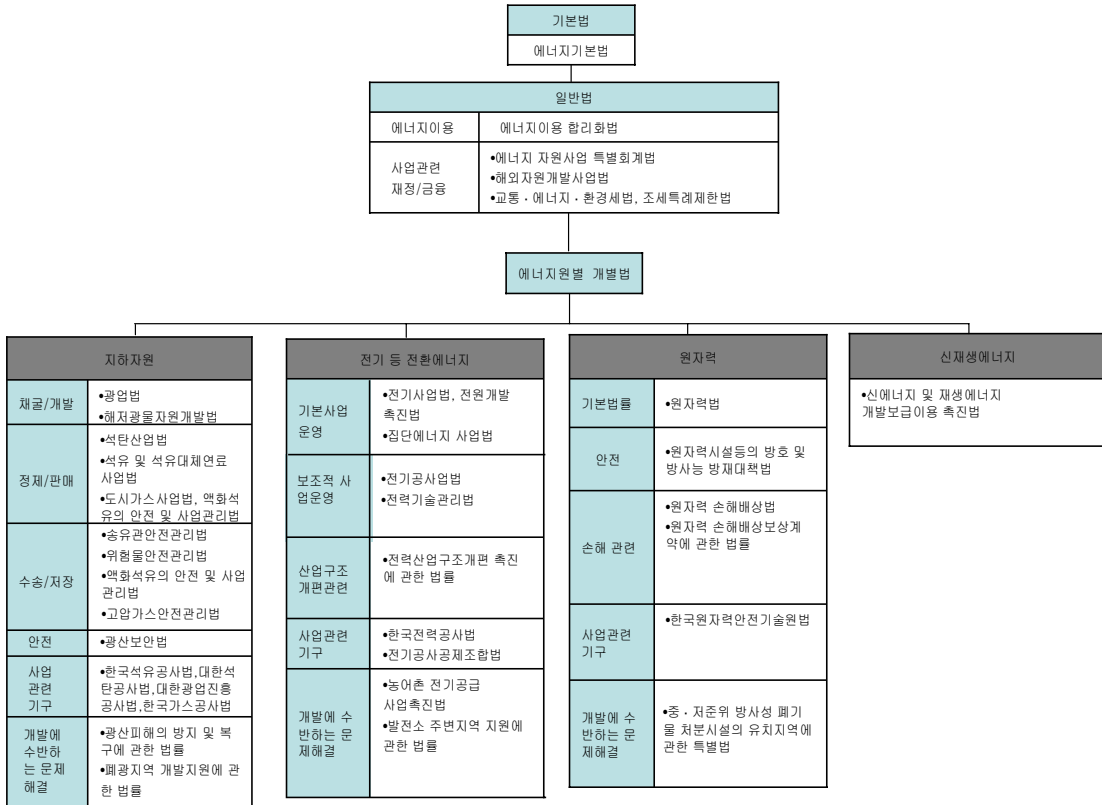 기본법
에너지기본법
일반법
에너지이용
에너지이용 합리화법
사업관련
재정/금융
•에너지 자원사업 특별회계법
•해외자원개발사업법
•교통·에너지·환경세법, 조세특례제한법
에너지원별 개별법
지하자원
채굴/개발
•광업법
•해저광물자원개발법
정제/판매
•석탄산업법
•석유 및 석유대체연료
사업법
•도시가스사업법, 액화석
유의 안전 및 사업관리법
수송/저장
•송유관안전관리법
•위험물안전관리법
•액화석유의 안전 및 사업
관리법
•고압가스안전관리법
안전
•광산보안법
사업
관련
기구
•한국석유공사법,대한석
탄공사법,대한광업진흥
공사법,한국가스공사법
개발에
수반하
는 문제
해결
•광산피해의 방지 및 복
구에 관한 법률
•폐광지역 개발지원에 관
한 법률
전기 등 전환에너지
기본사업
운영
•전기사업법, 전원개발
촉진법
•집단에너지 사업법
보조적 사
업운영
•전기공사업법
•전력기술관리법
산업구조
개편관련
•전력산업구조개편 촉진
에 관한 법률
사업관련
기구
•한국전력공사법
•전기공사공제조합법
개발에 수
반하는 문
제해결
•농어촌 전기공급
사업촉진법
•발전소 주변지역 지원에
관한 법률
원자력
기본법률
•원자력법
안전
•원자력시설등의 방호 및
방사능 방재대책법
손해 관련
•원자력 손해배상법
•원자력 손해배상보상계
약에 관한 법률
사업관련
기구
•한국원자력안전기술원법
개발에 수
반하는 문
제해결
•중·저준위 방사성 폐기
물 처분시설의 유치지역에
관한 특별법
신재생에너지
•신에너지 및 재생에너지
개발보급이용 촉진법